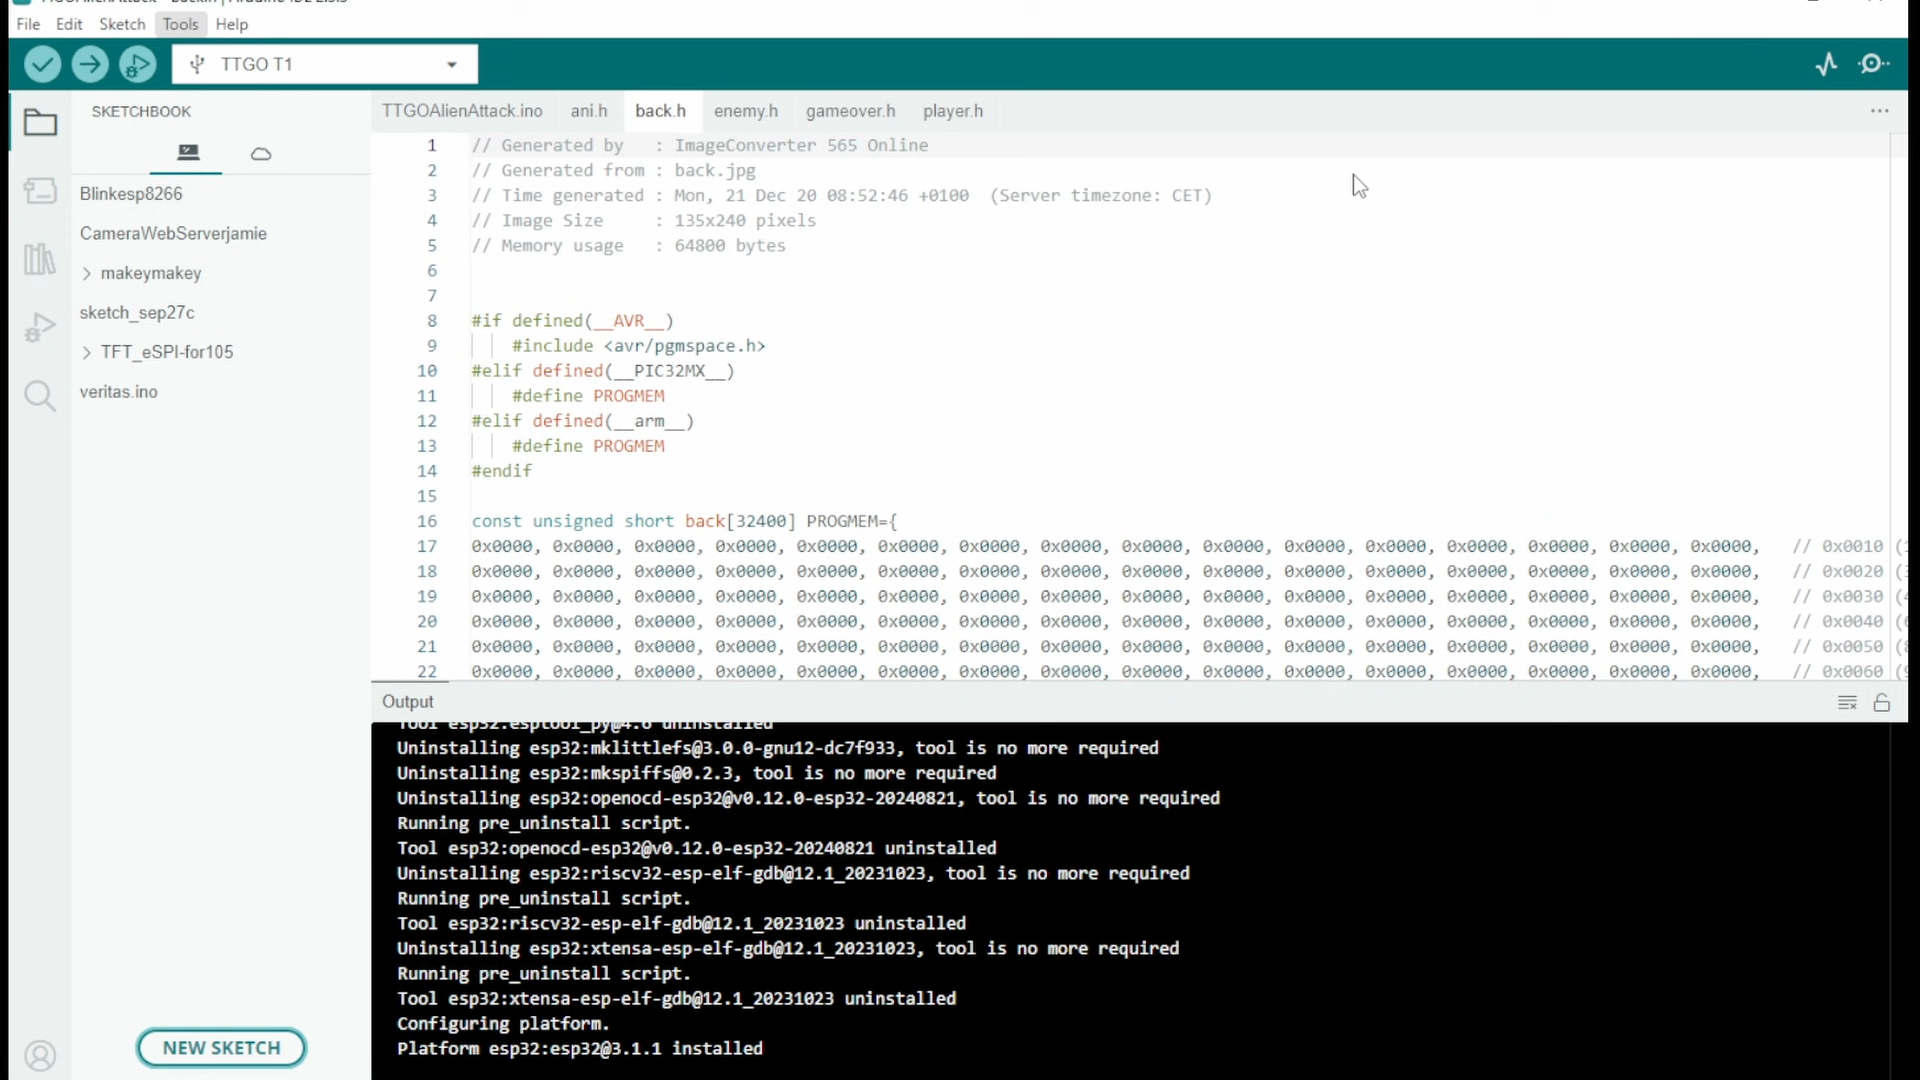 File Edit Sketch Tools Help
TTGO T1
SKETCHBOOK
Blinkesp8266
CameraWebServerjamie
makeymakey
sketch_sep27c
TFT_eSPI-for105
veritas.ino
NEW SKETCH
TTGOAlienAttack.ino ani.h back.h enemy.h gameover.h player.h
1 // Generated by : ImageConverter 565 Online
2 // Generated from : back.jpg
3 // Time generated : Mon, 21 Dec 20 08:52:46 +0100 (Server timezone: CET)
4 // Image Size : 135x240 pixels
5 // Memory usage : 64800 bytes
6
7
8 #if defined(__AVR__)
9 #include <avr/pgmspace.h>
10 #elif defined(__PIC32MX__)
11 #define PROGMEM
12 #elif defined(__arm__)
13 #define PROGMEM
14 #endif
15
16 const unsigned short back[32400] PROGMEM={
17 0x0000, 0x0000, 0x0000, 0x0000, 0x0000, 0x0000, 0x0000, 0x0000, 0x0000, 0x0000, 0x0000, 0x0000, 0x0000, 0x0000, 0x0000, 0x0000, // 0x0010 (
18 0x0000, 0x0000, 0x0000, 0x0000, 0x0000, 0x0000, 0x0000, 0x0000, 0x0000, 0x0000, 0x0000, 0x0000, 0x0000, 0x0000, 0x0000, 0x0000, // 0x0020 (
19 0x0000, 0x0000, 0x0000, 0x0000, 0x0000, 0x0000, 0x0000, 0x0000, 0x0000, 0x0000, 0x0000, 0x0000, 0x0000, 0x0000, 0x0000, 0x0000, // 0x0030 (
20 0x0000, 0x0000, 0x0000, 0x0000, 0x0000, 0x0000, 0x0000, 0x0000, 0x0000, 0x0000, 0x0000, 0x0000, 0x0000, 0x0000, 0x0000, 0x0000, // 0x0040 (
21 0x0000, 0x0000, 0x0000, 0x0000, 0x0000, 0x0000, 0x0000, 0x0000, 0x0000, 0x0000, 0x0000, 0x0000, 0x0000, 0x0000, 0x0000, 0x0000, // 0x0050 (
22 0x0000, 0x0000, 0x0000, 0x0000, 0x0000, 0x0000, 0x0000, 0x0000, 0x0000, 0x0000, 0x0000, 0x0000, 0x0000, 0x0000, 0x0000, 0x0000, // 0x0060 (
Output
Tool esp32:esptool_py@4.6 uninstalled
Uninstalling esp32:mklittlefs@3.0.0-gnu12-dc7f933, tool is no more required
Uninstalling esp32:mkspiffs@0.2.3, tool is no more required
Uninstalling esp32:openocd-esp32@v0.12.0-esp32-20240821, tool is no more required
Running pre_uninstall script.
Tool esp32:openocd-esp32@v0.12.0-esp32-20240821 uninstalled
Uninstalling esp32:riscv32-esp-elf-gdb@12.1_20231023, tool is no more required
Running pre_uninstall script.
Tool esp32:riscv32-esp-elf-gdb@12.1_20231023 uninstalled
Uninstalling esp32:xtensa-esp-elf-gdb@12.1_20231023, tool is no more required
Running pre_uninstall script.
Tool esp32:xtensa-esp-elf-gdb@12.1_20231023 uninstalled
Configuring platform.
Platform esp32:esp32@3.1.1 installed